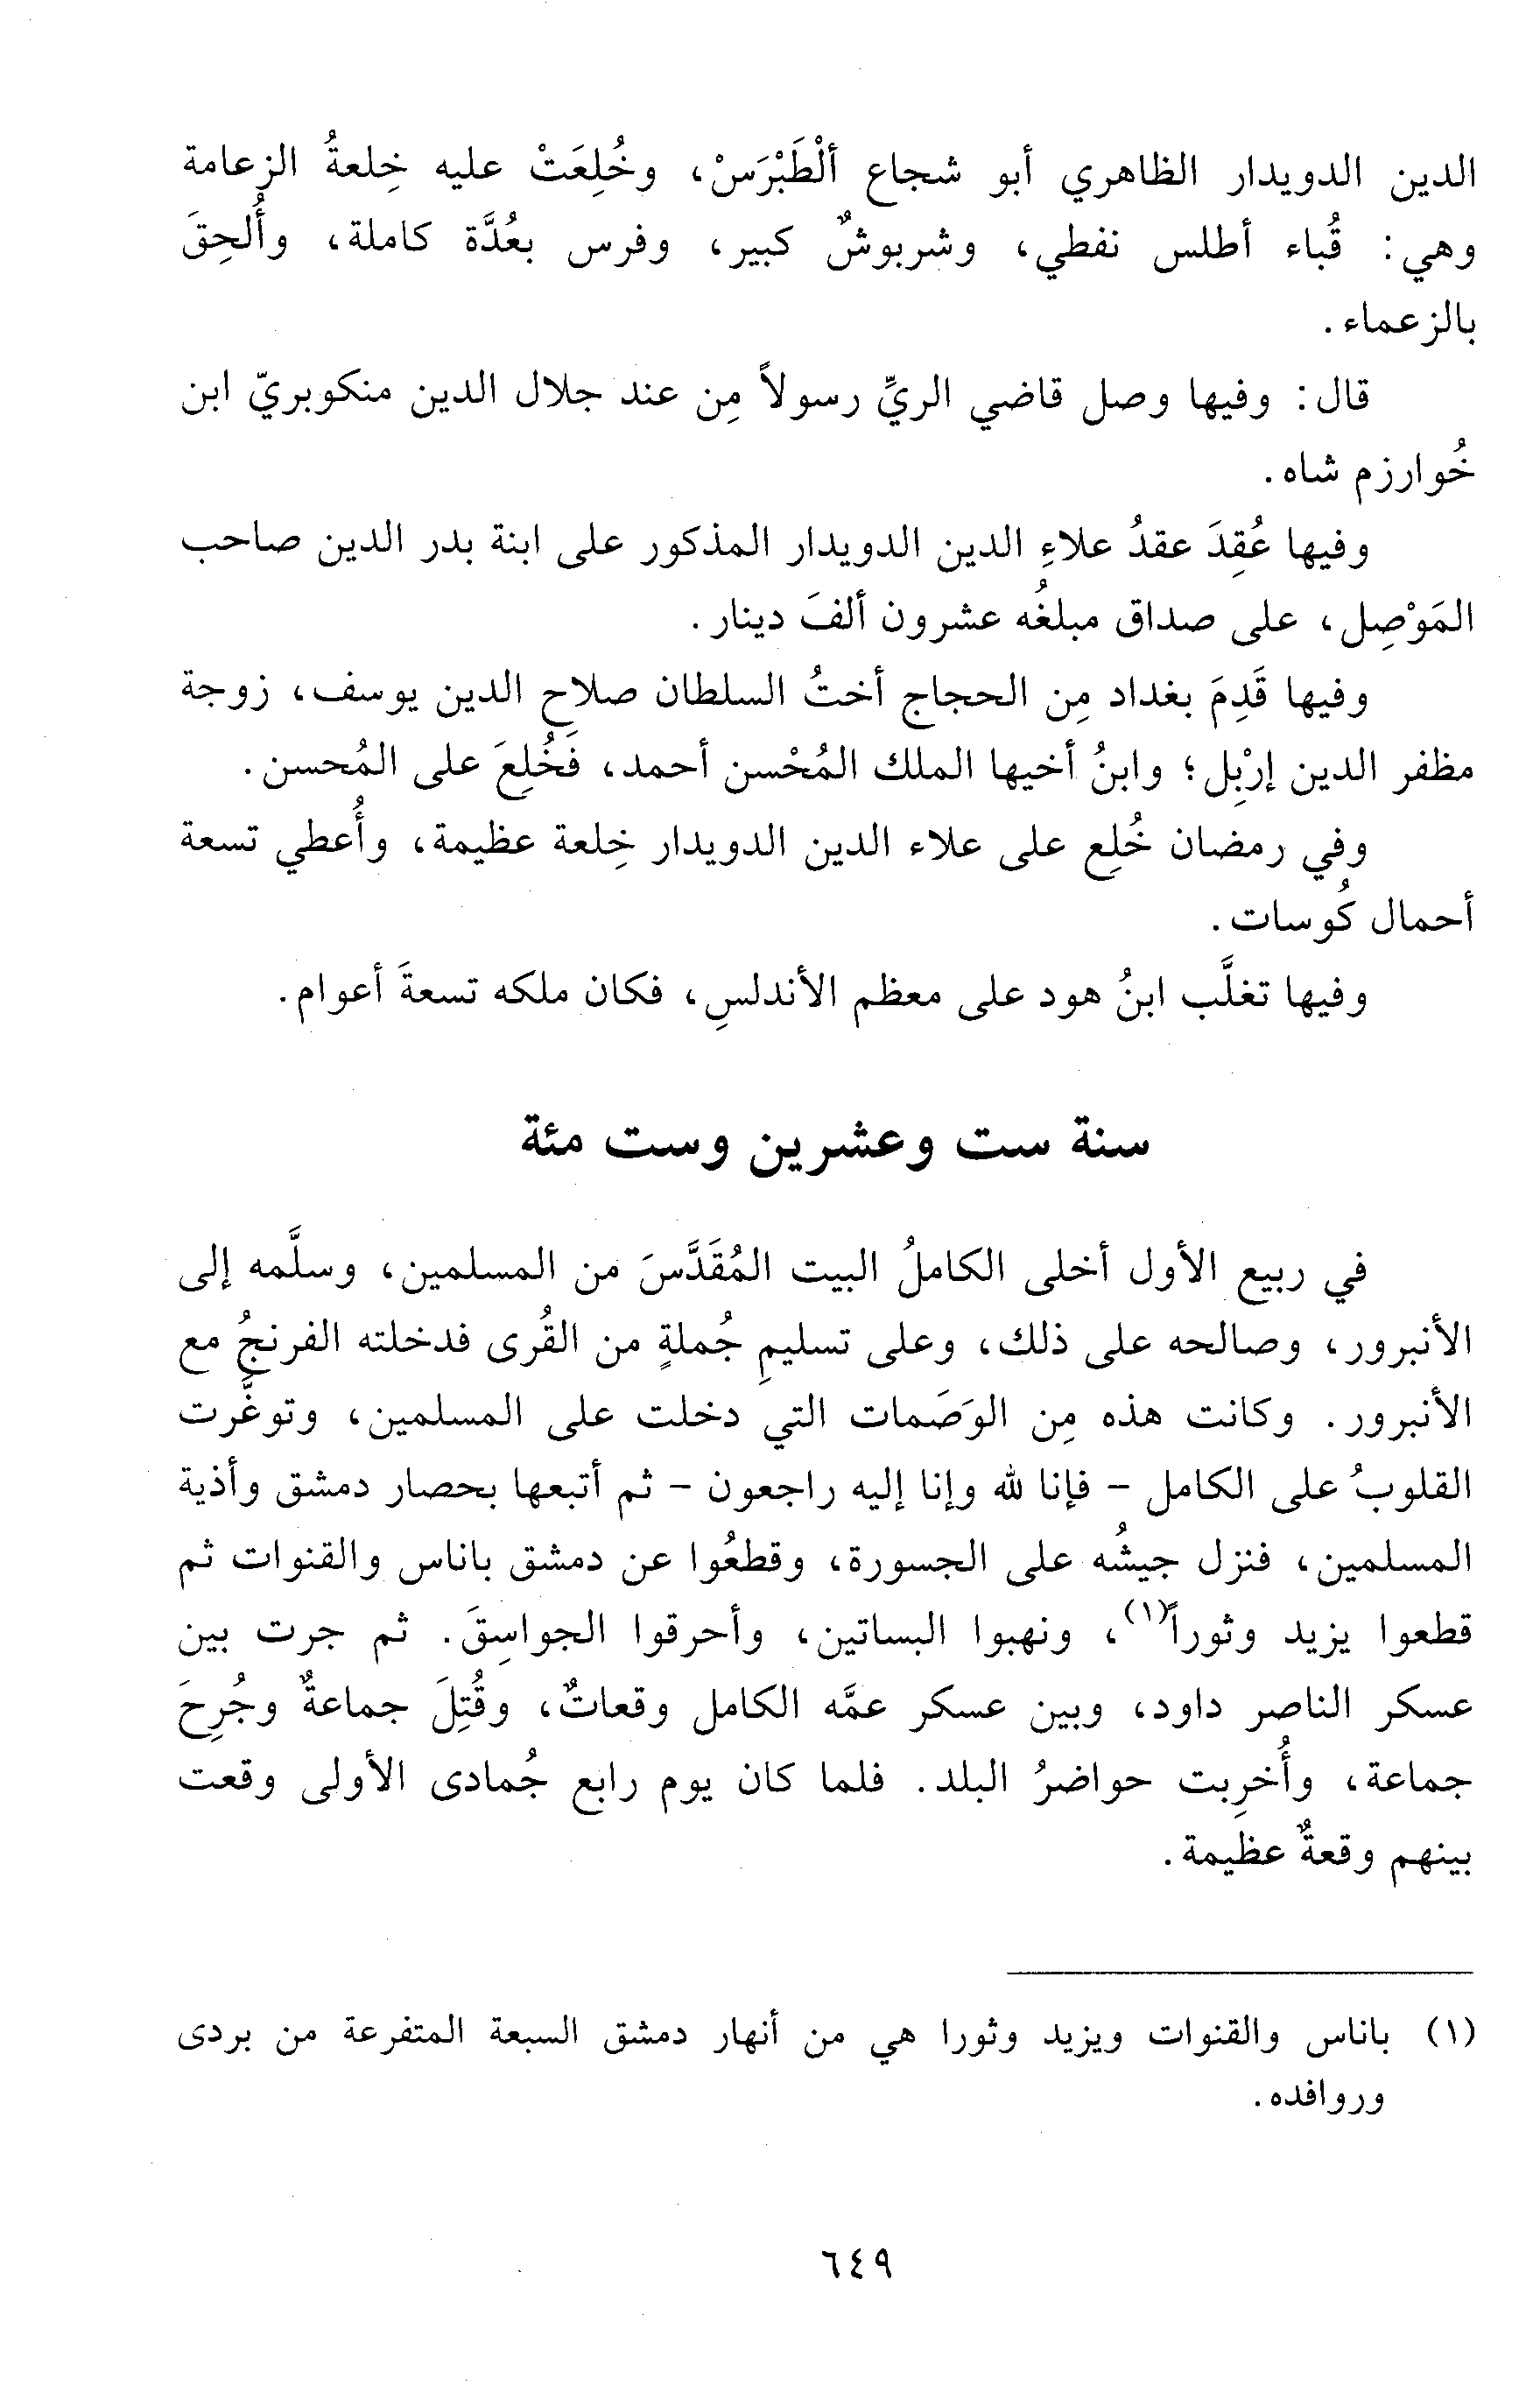 الدين الدويدار الظاهري أبو شجاع ألْطَبْرَسْ، وخُلِعَتْ عليه خِلعةُ الزعامة
وهي: قُباء أطلس نفطي، وشربوشٌ كبير، وفرس بعُدَّة كاملة، وأُلحِقَ
بالزعماء.
قال: وفيها وصل قاضي الريِّ رسولاً مِن عند جلال الدين منكوبريّ ابن
خُوارزم شاه.
وفيها عُقِدَ عقدُ علاءِ الدين الدويدار المذكور على ابنة بدر الدين صاحب
المَوْصِل، على صداق مبلغُه عشرون ألفَ دينار.
وفيها قَدِمَ بغداد مِن الحجاج أختُ السلطان صلاحِ الدين يوسف، زوجة
مظفر الدين إرْبِل؛ وابنُ أخيها الملك المُحْسن أحمد، فَخُلِعَ على المُحسن.
وفي رمضان خُلِع على علاء الدين الدويدار خِلعة عظيمة، وأُعطي تسعة
أحمال كُوسات.
وفيها تغلَّب ابنُ هود على معظم الأندلسِ، فكان ملكه تسعةَ أعوام.
سنة ست وعشرين وست مئة
في ربيع الأول أخلى الكاملُ البيت المُقَدَّسَ من المسلمين، وسلَّمه إلى
الأنبرور، وصالحه على ذلك، وعلى تسليمِ جُملةٍ من القُرى فدخلته الفرنجُ مع
الأنبرور. وكانت هذه مِن الوَصَمات التي دخلت على المسلمين، وتوغَّرت
القلوبُ على الكامل - فإنا لله وإنا إليه راجعون - ثم أتبعها بحصار دمشق وأذية
المسلمين، فنزل جيشُه على الجسورة، وقطعُوا عن دمشق باناس والقنوات ثم
قطعوا يزيد وثوراً(١)، ونهبوا البساتين، وأحرقوا الجواسِقَ. ثم جرت بين
عسكر الناصر داود، وبين عسكر عمَّه الكامل وقعاتٌ، وقُتِلَ جماعةٌ وجُرِحَ
جماعة، وأُخرِبت حواضرُ البلد. فلما كان يوم رابع جُمادى الأولى وقعت
بينهم وقعةٌ عظيمة.
(١) باناس والقنوات ويزيد وثورا هي من أنهار دمشق السبعة المتفرعة من بردى
وروافده.
٦٤٩